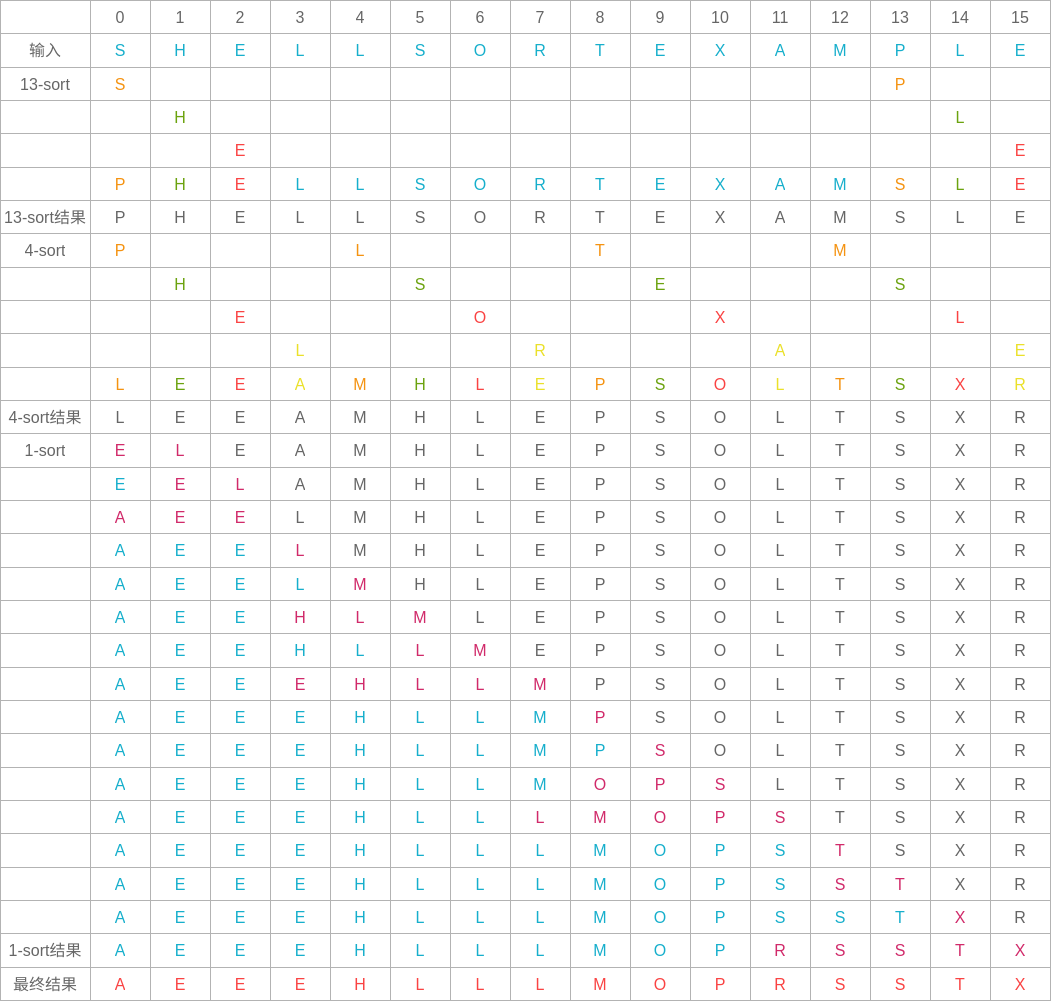 0 1 2 3 4 5 6 7 8 9 10 11 12 13 14 15
输入 S H E L L S O R T E X A M P L E
13-sort S P
H L
E E
P H E L L S O R T E X A M S L E
13-sort结果 P H E L L S O R T E X A M S L E
4-sort P L T M
H S E S
E O X L
L R A E
L E E A M H L E P S O L T S X R
4-sort结果 L E E A M H L E P S O L T S X R
1-sort E L E A M H L E P S O L T S X R
E E L A M H L E P S O L T S X R
A E E L M H L E P S O L T S X R
A E E L M H L E P S O L T S X R
A E E L M H L E P S O L T S X R
A E E H L M L E P S O L T S X R
A E E H L L M E P S O L T S X R
A E E E H L L M P S O L T S X R
A E E E H L L M P S O L T S X R
A E E E H L L M P S O L T S X R
A E E E H L L M O P S L T S X R
A E E E H L L L M O P S T S X R
A E E E H L L L M O P S T S X R
A E E E H L L L M O P S S T X R
A E E E H L L L M O P S S T X R
1-sort结果 A E E E H L L L M O P R S S T X
最终结果 A E E E H L L L M O P R S S T X